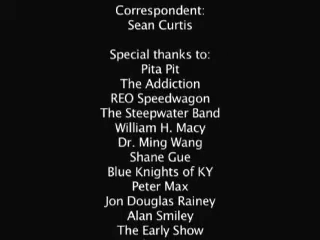 Correspondent:
Sean Curtis
Special thanks to:
Pita Pit
The Addiction
REO Speedwagon
The Steepwater Band
William H. Macy
Dr. Ming Wang
Shane Gue
Blue Knights of KY
Peter Max
Jon Douglas Rainey
Alan Smiley
The Early Show